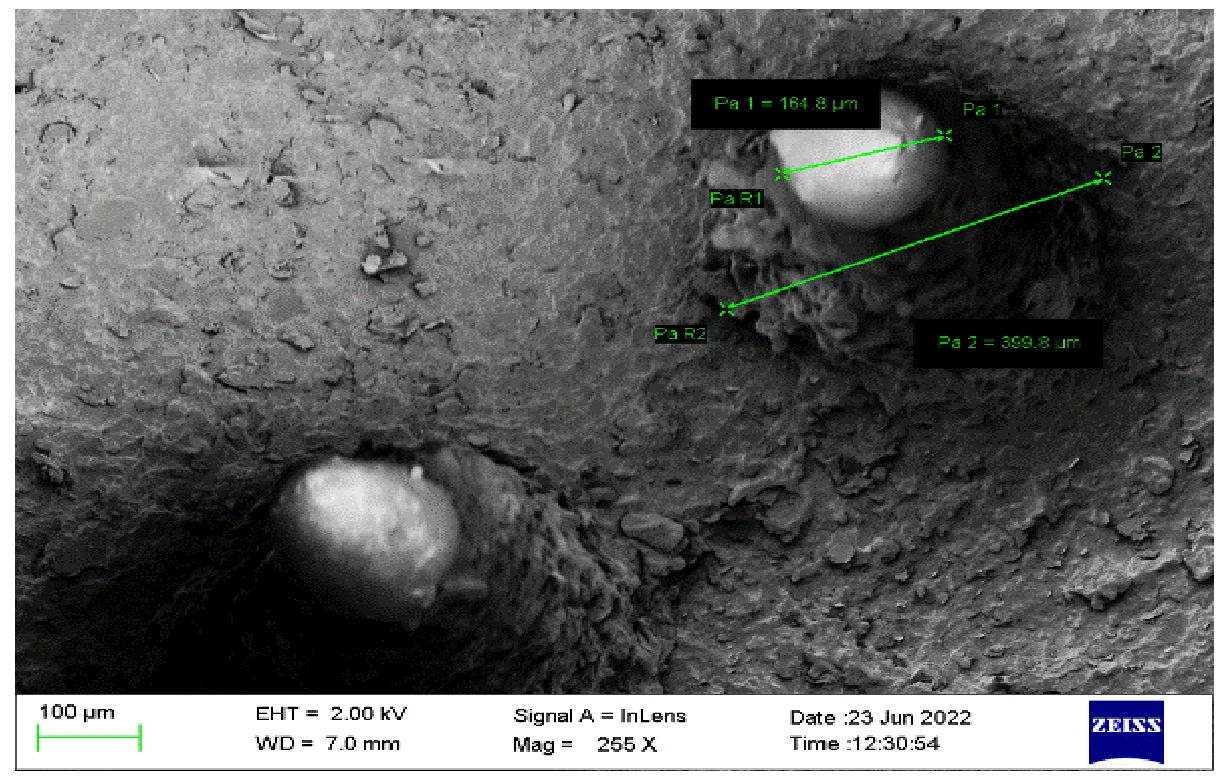 Pa 1 = 164.8 µm
Pa 1
Pa 2
Pa R1
Pa R2
Pa 2 = 399.8 µm
100 µm
EHT = 2.00 kV
Signal A = InLens
Date :23 Jun 2022
ZEISS
WD = 7.0 mm
Mag = 255 X
Time :12:30:54